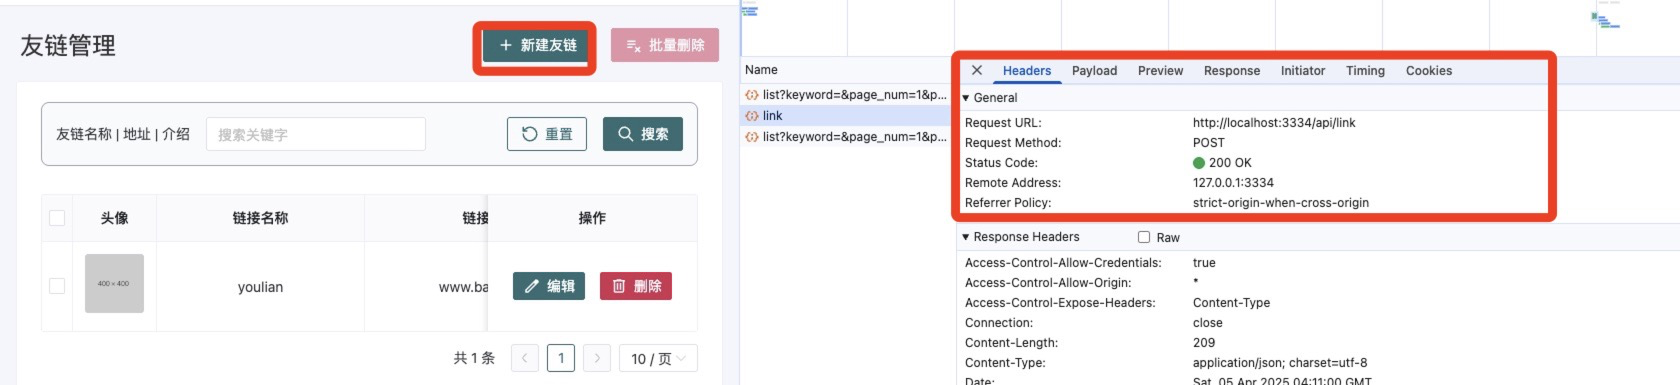 友链管理
新建友链
批量删除
友链名称 | 地址 | 介绍
搜索关键字
重置
搜索
头像
链接名称
链接
操作
400 × 400
youlian
www.ba
编辑
删除
共 1 条
1
10 / 页
Name
list?keyword=&page_num=1&p...
link
list?keyword=&page_num=1&p...
Headers Payload Preview Response Initiator Timing Cookies
General
Request URL: http://localhost:3334/api/link
Request Method: POST
Status Code: 200 OK
Remote Address: 127.0.0.1:3334
Referrer Policy: strict-origin-when-cross-origin
Response Headers Raw
Access-Control-Allow-Credentials: true
Access-Control-Allow-Origin: *
Access-Control-Expose-Headers: Content-Type
Connection: close
Content-Length: 209
Content-Type: application/json; charset=utf-8
Date: Sat, 05 Apr 2025 04:11:00 GMT